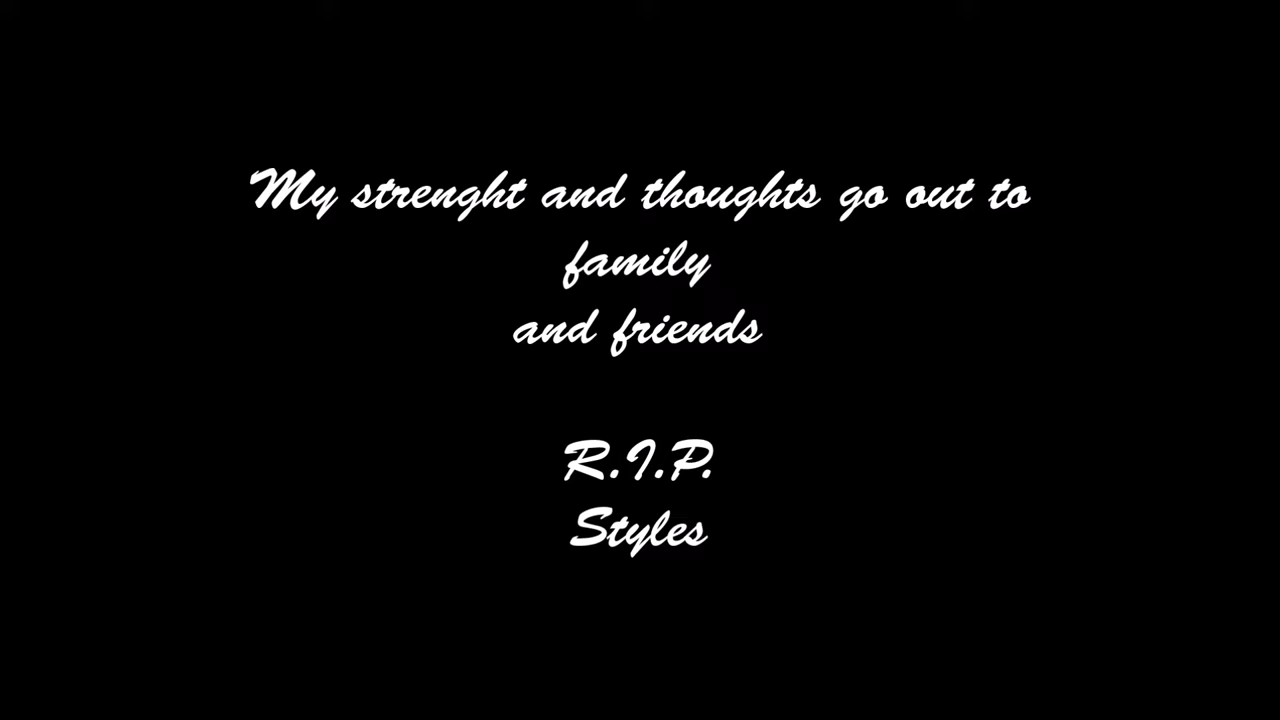 My strenght and thoughts go out to
family
and friends
R.I.P.
Styles